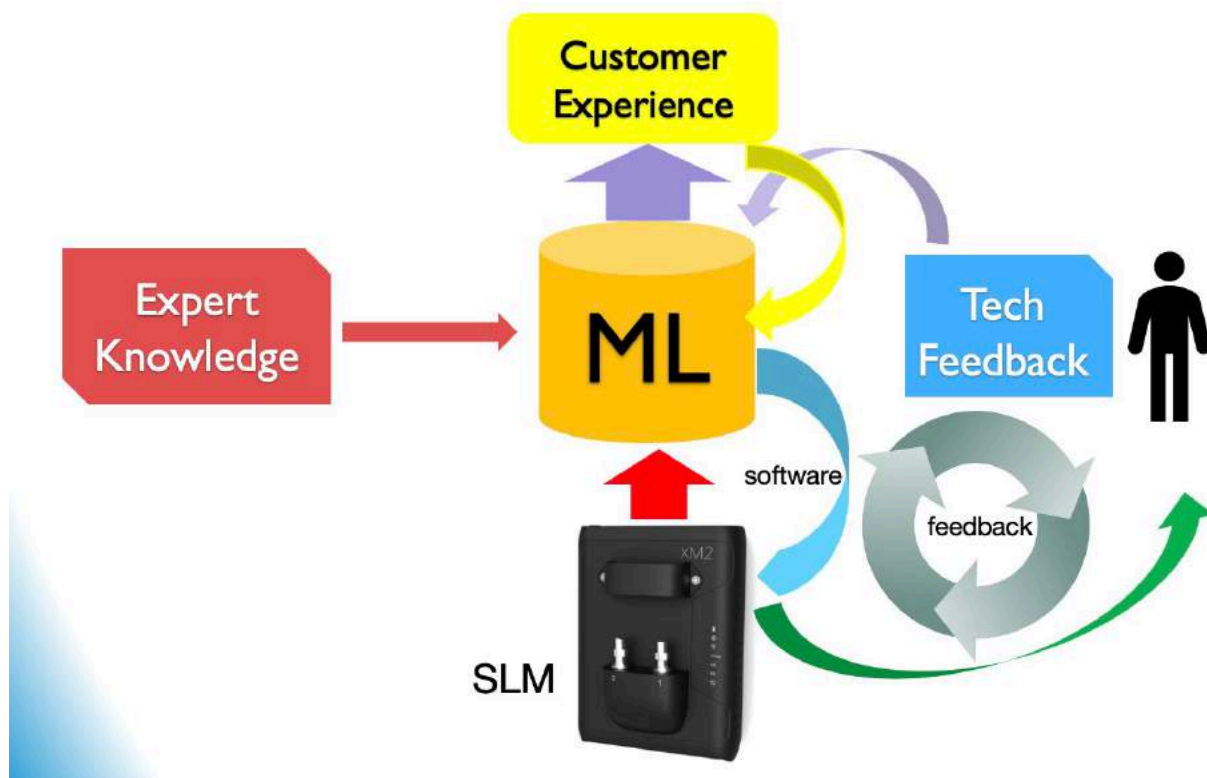 Customer
Experience
Expert
Knowledge
ML
Tech
Feedback
software
feedback
XM2
SLM